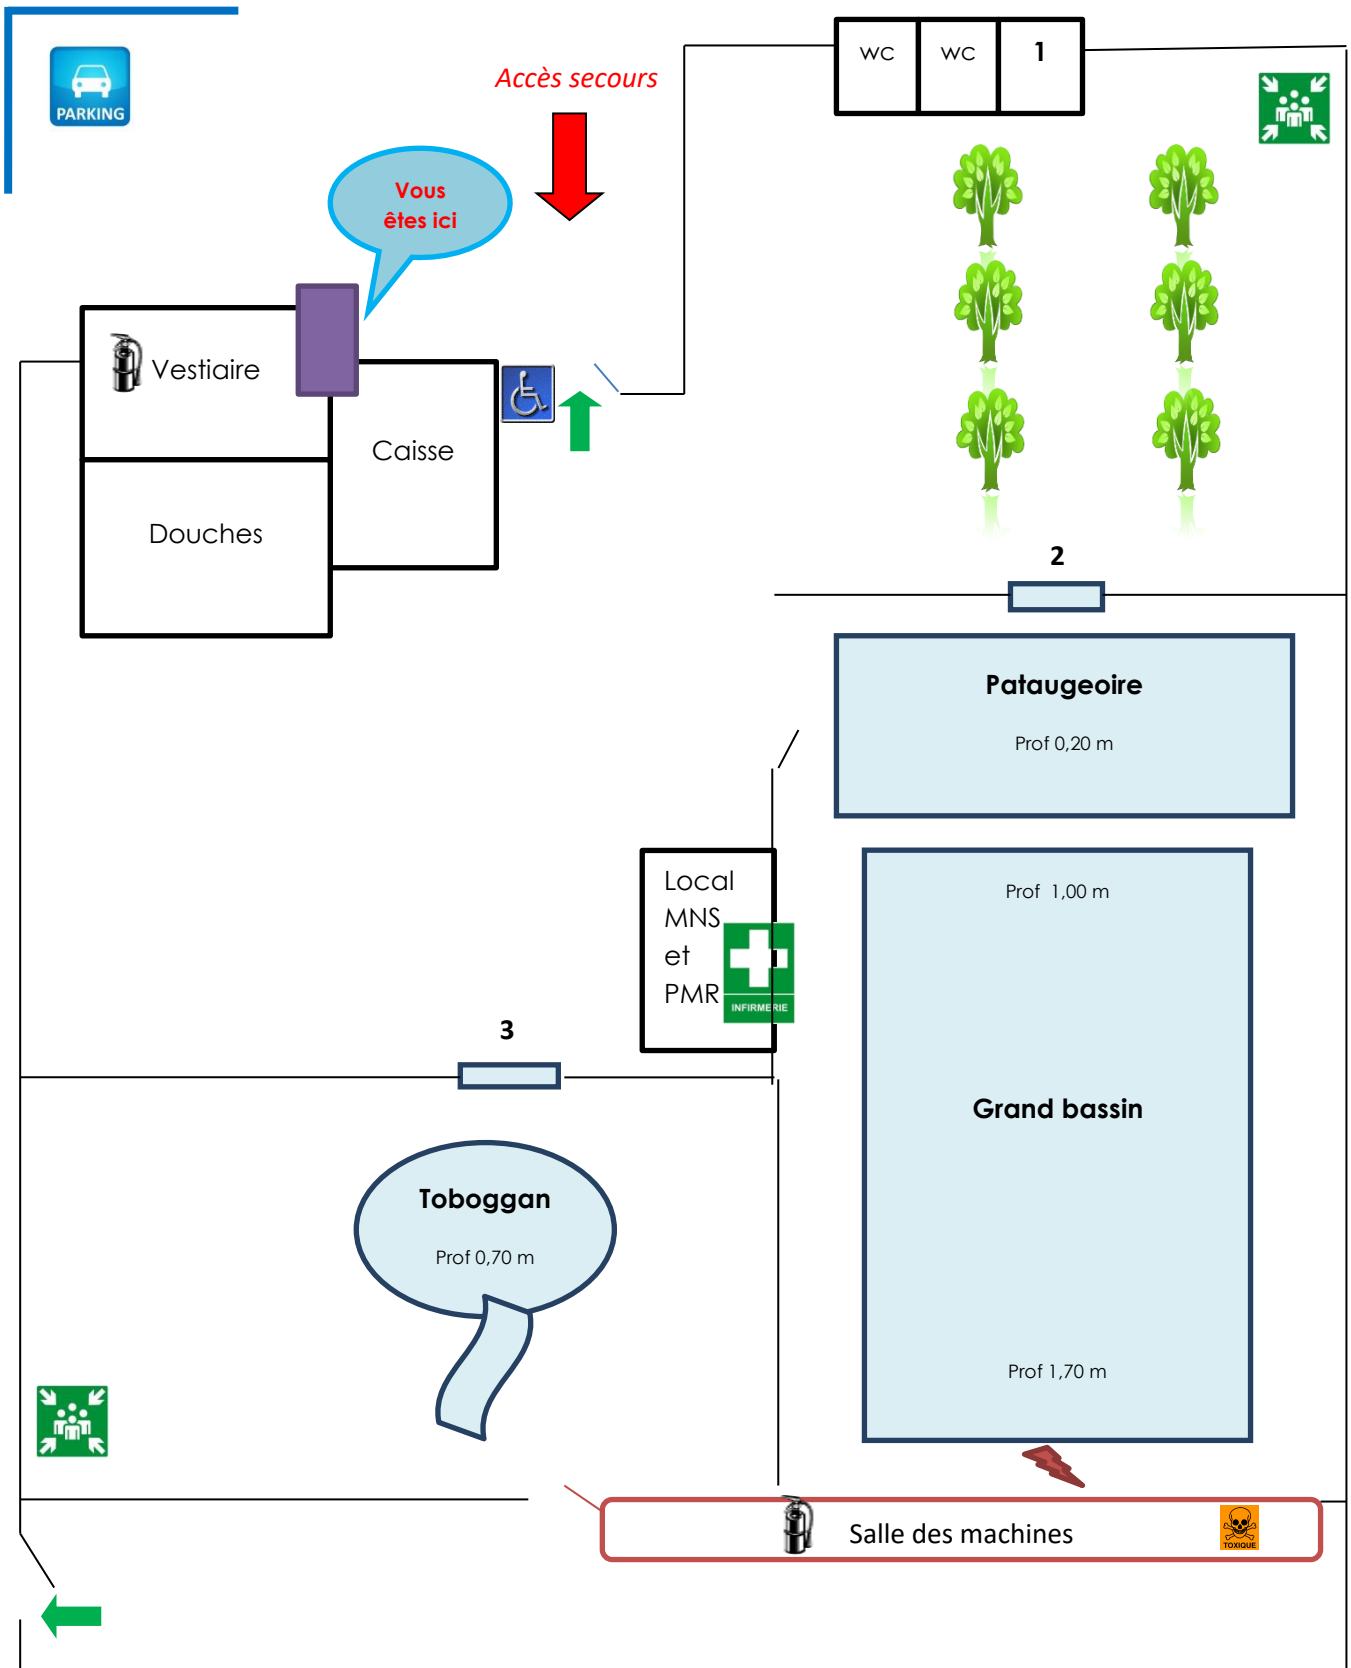 PARKING
Accès secours
WC
WC
1
Vous
êtes ici
Vestiaire
Caisse
Douches
2
Pataugeoire
Prof 0,20 m
Local
MNS
et
PMR
INFIRMERIE
Prof 1,00 m
3
Grand bassin
Toboggan
Prof 0,70 m
Prof 1,70 m
Salle des machines
TOXIQUE